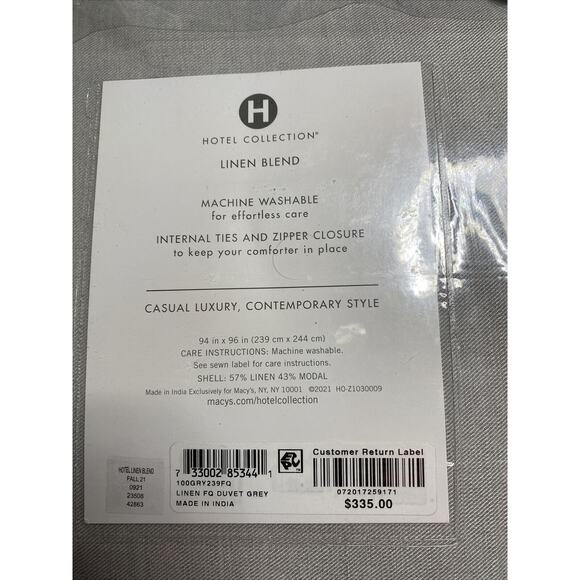 H
HOTEL COLLECTION®
LINEN BLEND
MACHINE WASHABLE
for effortless care
INTERNAL TIES AND ZIPPER CLOSURE
to keep your comforter in place
CASUAL LUXURY, CONTEMPORARY STYLE
94 in x 96 in (239 cm x 244 cm)
CARE INSTRUCTIONS: Machine washable.
See sewn label for care instructions.
SHELL: 57% LINEN 43% MODAL
Made in India Exclusively for Macy's, NY, NY 10001 ©2021 HO-Z1030009
macys.com/hotelcollection
HOTEL LINEN BLEND
FALL 21
0921
23508
42863
7 33002 85344 1
100GRY239FQ
LINEN FQ DUVET GREY
MADE IN INDIA
Customer Return Label
072017259171
$335.00